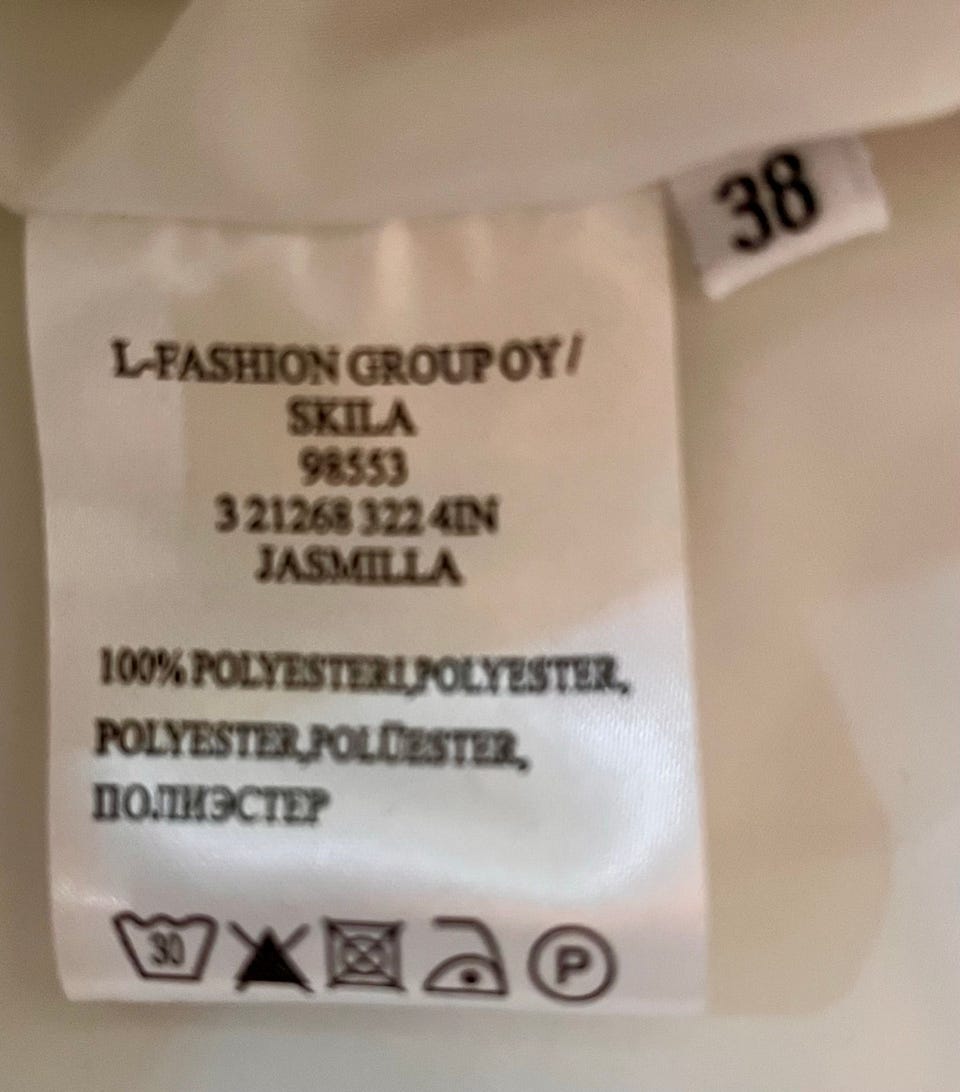 38
L-FASHION GROUP OY /
SKILA
98553
3 21268 322 4IN
JASMILLA
100% POLYESTERI,POLYESTER,
POLYESTER,POLÜESTER,
ПОЛИЭСТЕР
30
P